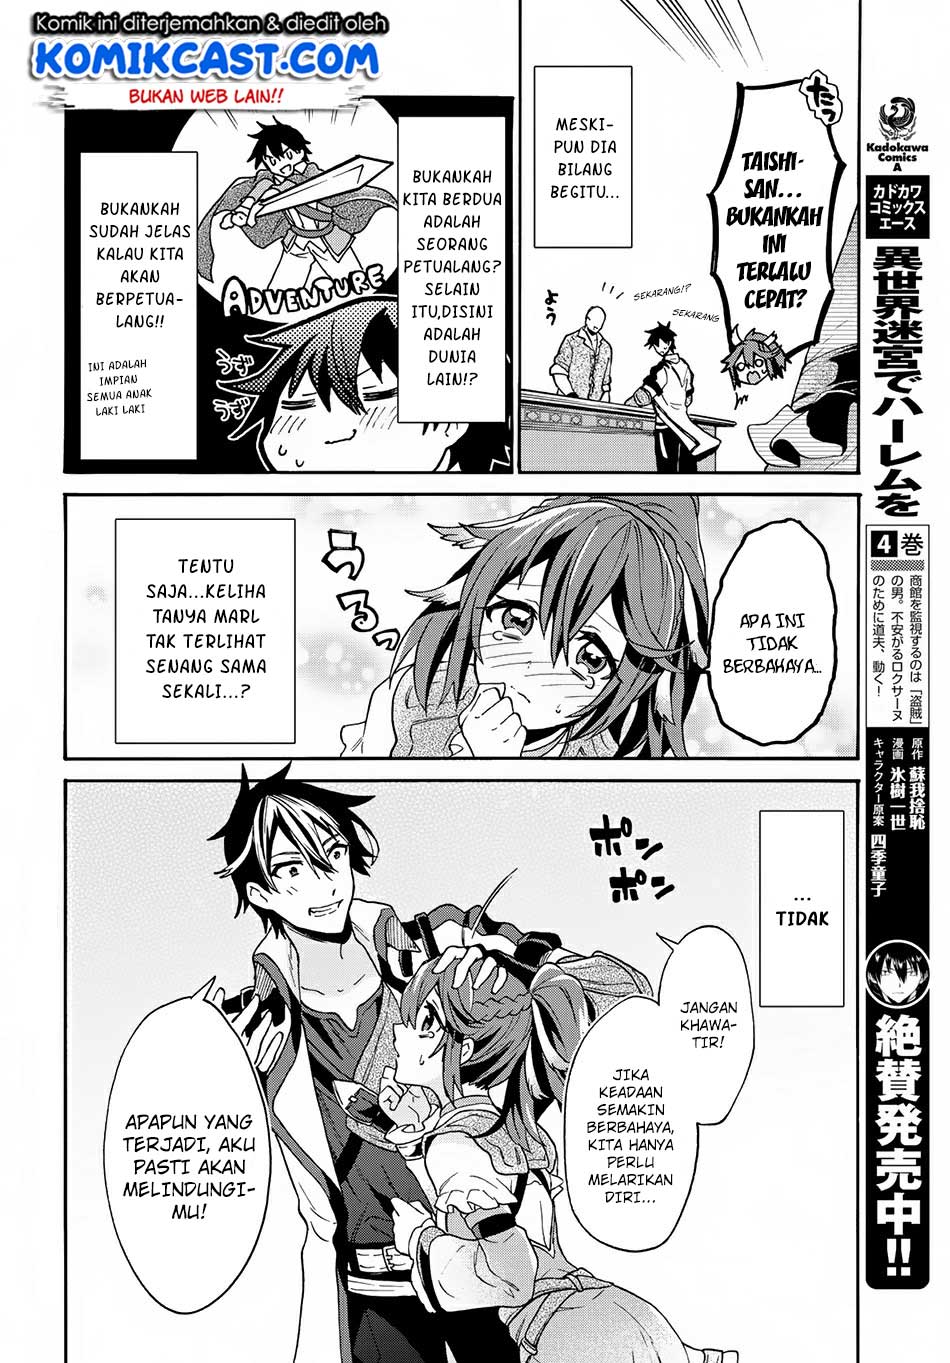 Komik ini diterjemahkan & diedit oleh
KOMIKCAST.COM
BUKAN WEB LAIN!!
たっ
TAISHI-
SAN...
BUKANKAH
INI
TERLALU
CEPAT?
MESKI-
PUN DIA
BILANG
BEGITU...
SEKARANG!?
SEKARANG
よう
BUKANKAH
KITA BERDUA
ADALAH
SEORANG
PETUALANG?
SELAIN
ITU,DISINI
ADALAH
DUNIA
LAIN!?
ADVENTURE
BUKANKAH
SUDAH JELAS
KALAU KITA
AKAN
BERPETUA-
LANG!!
INI ADALAH
IMPIAN
SEMUA ANAK
LAKI LAKI
うず
うず
APA INI
TIDAK
BERBAHAYA...
うるっ
TENTU
SAJA...KELIHA
TANYA MARL
TAK TERLIHAT
SENANG SAMA
SEKALI...?
...
TIDAK
ポン
ポン
JANGAN
KHAWA-
TIR!
JIKA
KEADAAN
SEMAKIN
BERBAHAYA,
KITA HANYA
PERLU
MELARIKAN
DIRI...
APAPUN YANG
TERJADI, AKU
PASTI AKAN
MELINDUNGI-
MU!
Kadokawa
Comics
A
カドカワ
コミックス
エース
異世界迷宮でハーレムを
4巻
商館を監視するのは「盗賊」
の男。不安がるロクサーヌ
のために道夫、動く!
原作 蘇我捨恥
漫画 氷樹一世
キャラクター原案 四季童子
絶賛発売中!!